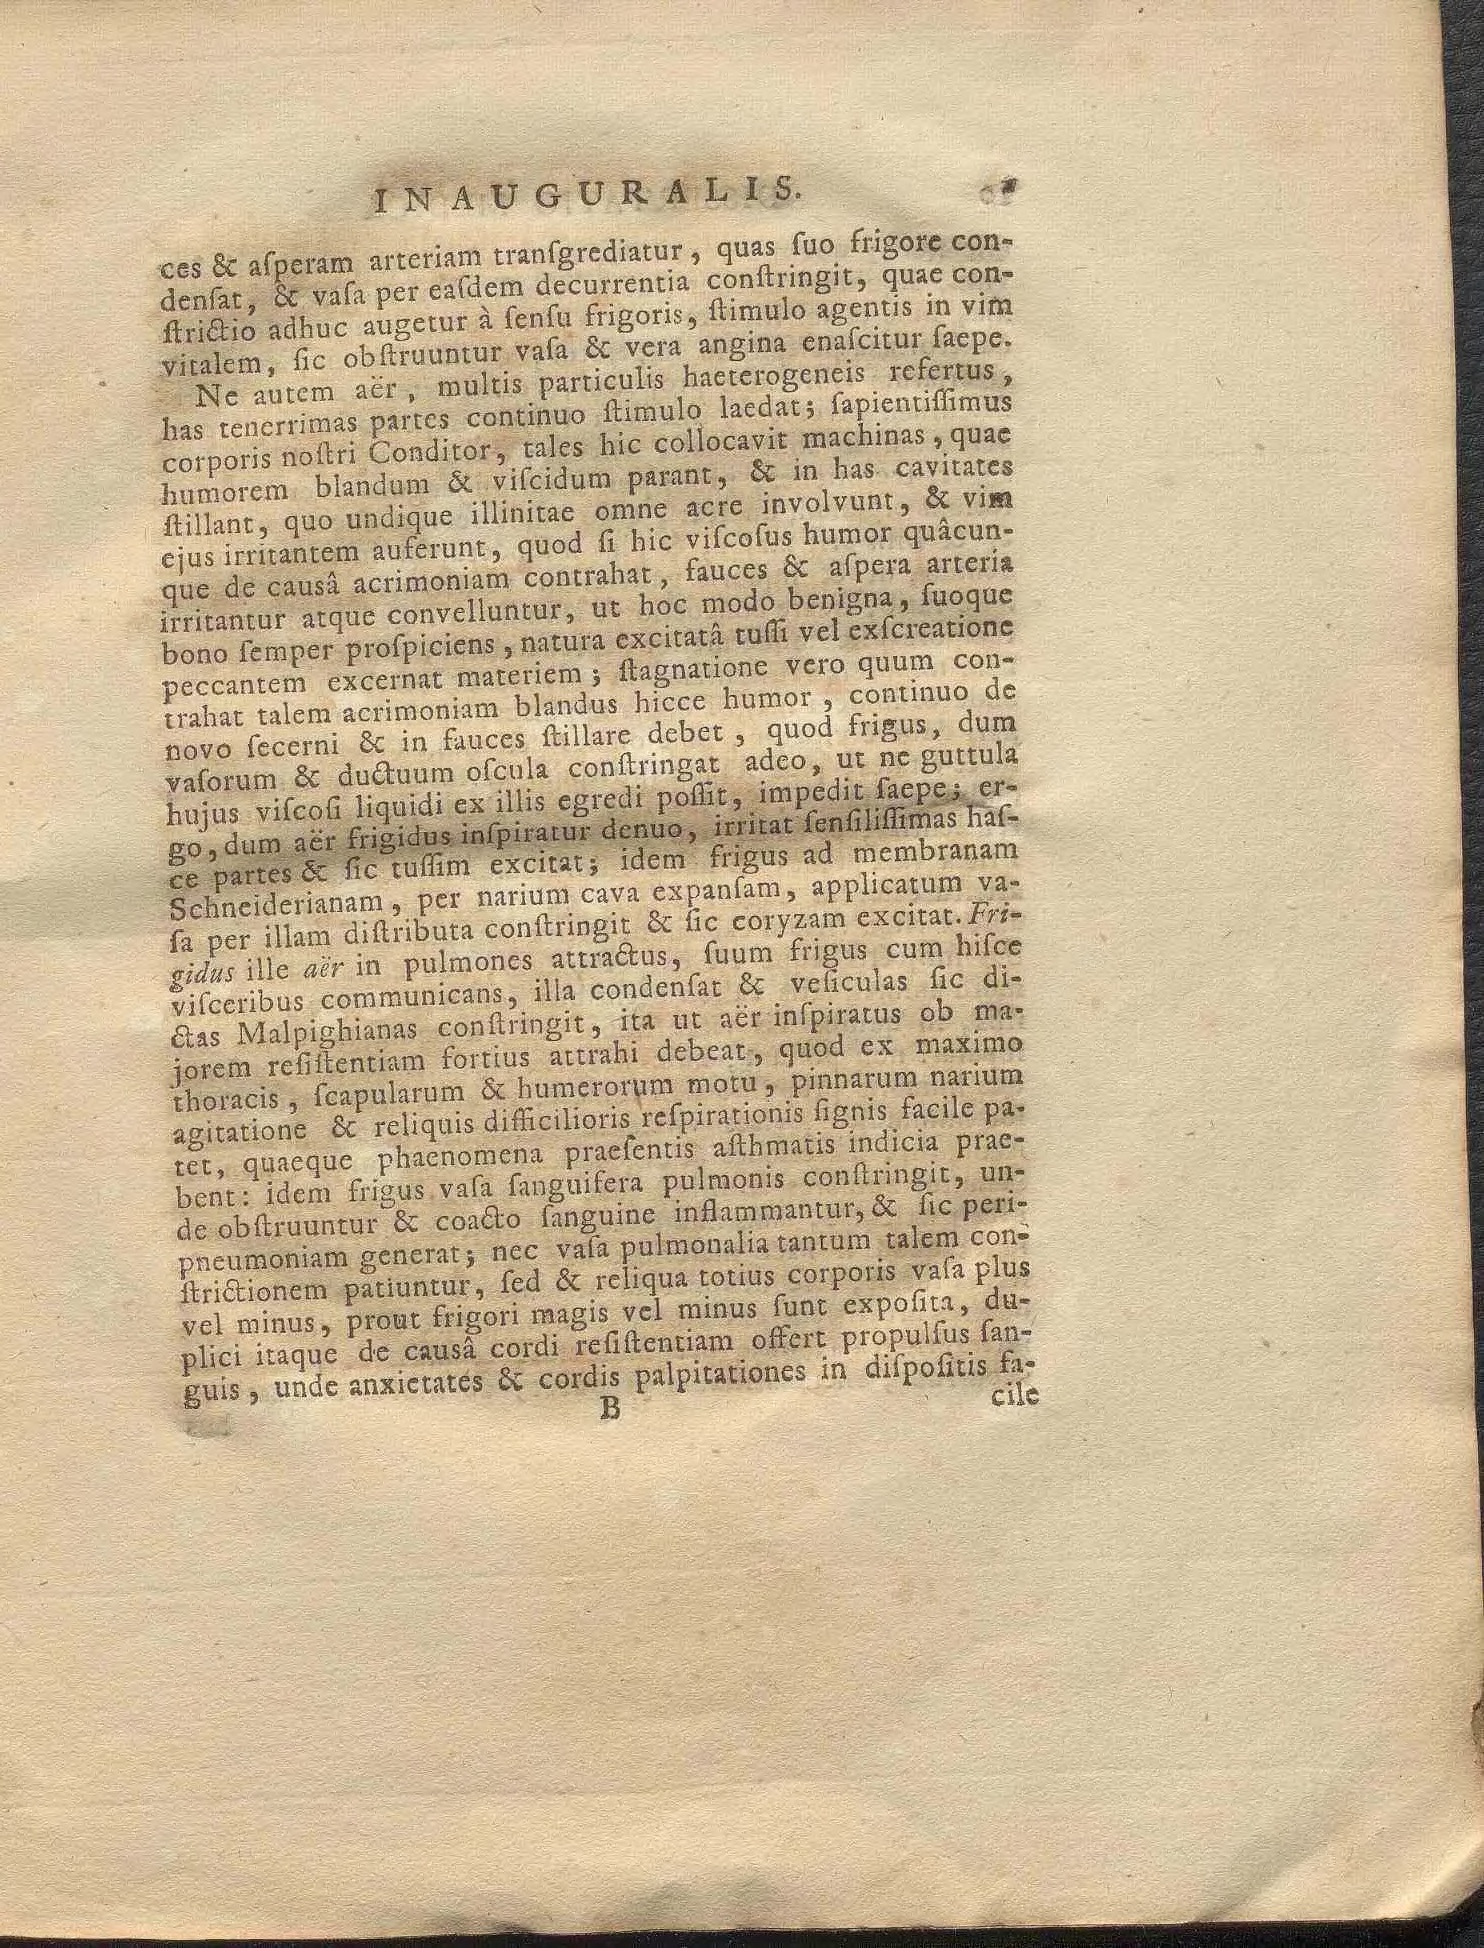 INAUGURALIS.
ces & aſperam arteriam transgrediatur, quas ſuo frigore con-
denſat, & vaſa per eaſdem decurrentia conſtringit, quae con-
ſtrictio adhuc augetur à ſenſu frigoris, ſtimulo agentis in vim
vitalem, ſic obſtruuntur vaſa & vera angina enaſcitur ſaepe.
Ne autem aër, multis particulis haeterogeneis refertus,
has tenerrimas partes continuo ſtimulo laedat; ſapientiſſimus
corporis noſtri Conditor, tales hic collocavit machinas, quae
humorem blandum & viſcidum parant, & in has cavitates
ſtillant, quo undique illinitae omne acre involvunt, & vim
ejus irritantem auferunt, quod ſi hic viſcoſus humor quâcun-
que de causâ acrimoniam contrahat, fauces & aſpera arteria
irritantur atque convelluntur, ut hoc modo benigna, ſuoque
bono ſemper proſpiciens, natura excitatâ tuſſi vel exſcreatione
peccantem excernat materiem; ſtagnatione vero quum con-
trahat talem acrimoniam blandus hicce humor, continuo de
novo ſecerni & in fauces ſtillare debet, quod frigus, dum
vaſorum & ductuum oſcula conſtringat adeo, ut ne guttula
hujus viſcoſi liquidi ex illis egredi poſſit, impedit ſaepe; er-
go, dum aër frigidus inſpiratur denuo, irritat ſenſiliſſimas haſ-
ce partes & ſic tuſſim excitat; idem frigus ad membranam
Schneiderianam, per narium cava expanſam, applicatum va-
ſa per illam diſtributa conſtringit & ſic coryzam excitat. Fri-
gidus ille aër in pulmones attractus, ſuum frigus cum hiſce
viſceribus communicans, illa condenſat & veſiculas ſic di-
ctas Malpighianas conſtringit, ita ut aër inſpiratus ob ma-
jorem reſiſtentiam fortius attrahi debeat, quod ex maximo
thoracis, ſcapularum & humerorum motu, pinnarum narium
agitatione & reliquis difficilioris reſpirationis ſignis facile pa-
tet, quaeque phaenomena praeſentis aſthmatis indicia prae-
bent: idem frigus vaſa ſanguifera pulmonis conſtringit, un-
de obſtruuntur & coacto ſanguine inflammantur, & ſic peri-
pneumoniam generat; nec vaſa pulmonalia tantum talem con-
ſtrictionem patiuntur, ſed & reliqua totius corporis vaſa plus
vel minus, prout frigori magis vel minus ſunt expoſita, du-
plici itaque de causâ cordi reſiſtentiam offert propulſus ſan-
guis, unde anxietates & cordis palpitationes in diſpoſitis fa-
B
cile